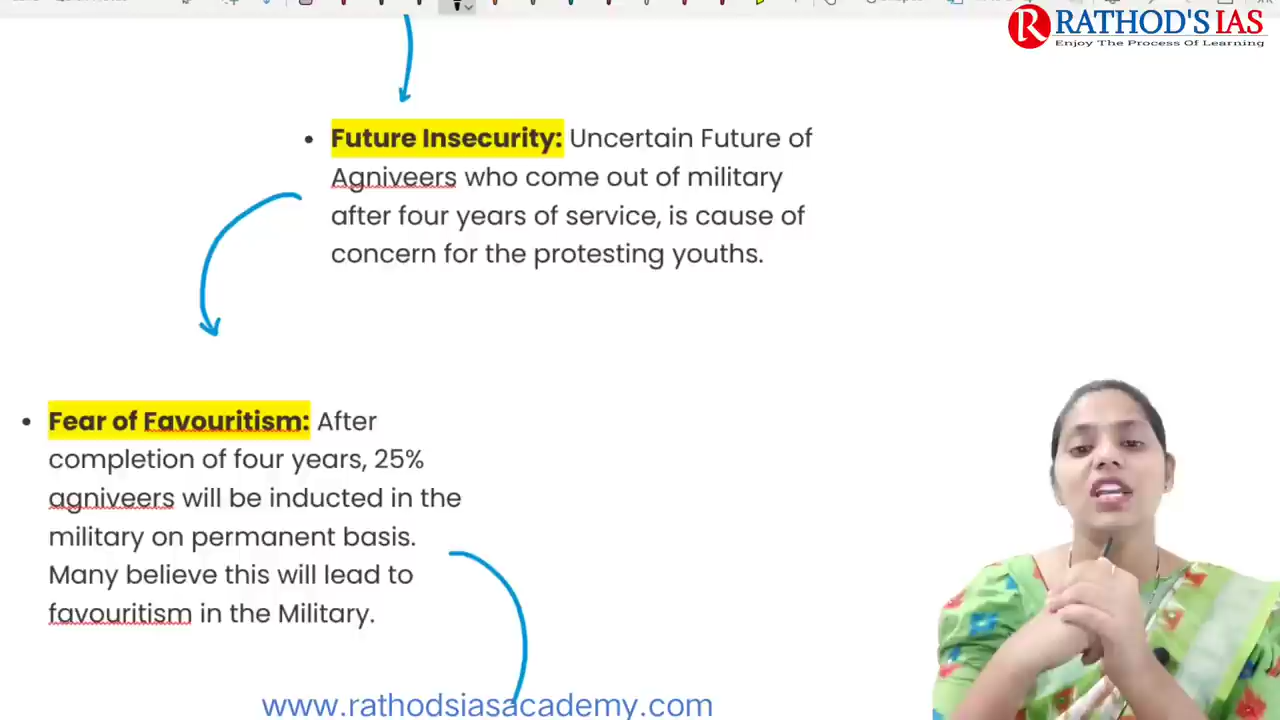 RATHOD'S IAS
Enjoy The Process Of Learning
• Future Insecurity: Uncertain Future of
Agniveers who come out of military
after four years of service, is cause of
concern for the protesting youths.
• Fear of Favouritism: After
completion of four years, 25%
agniveers will be inducted in the
military on permanent basis.
Many believe this will lead to
favouritism in the Military.
www.rathodsiasacademy.com